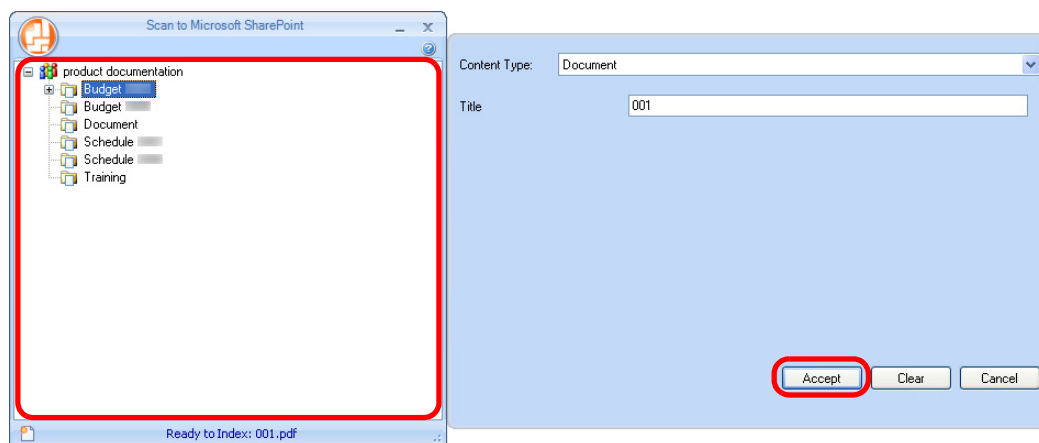 Scan to Microsoft SharePoint
product documentation
Budget
Budget
Document
Schedule
Schedule
Training
Ready to Index: 001.pdf
Content Type: Document
Title 001
Accept Clear Cancel